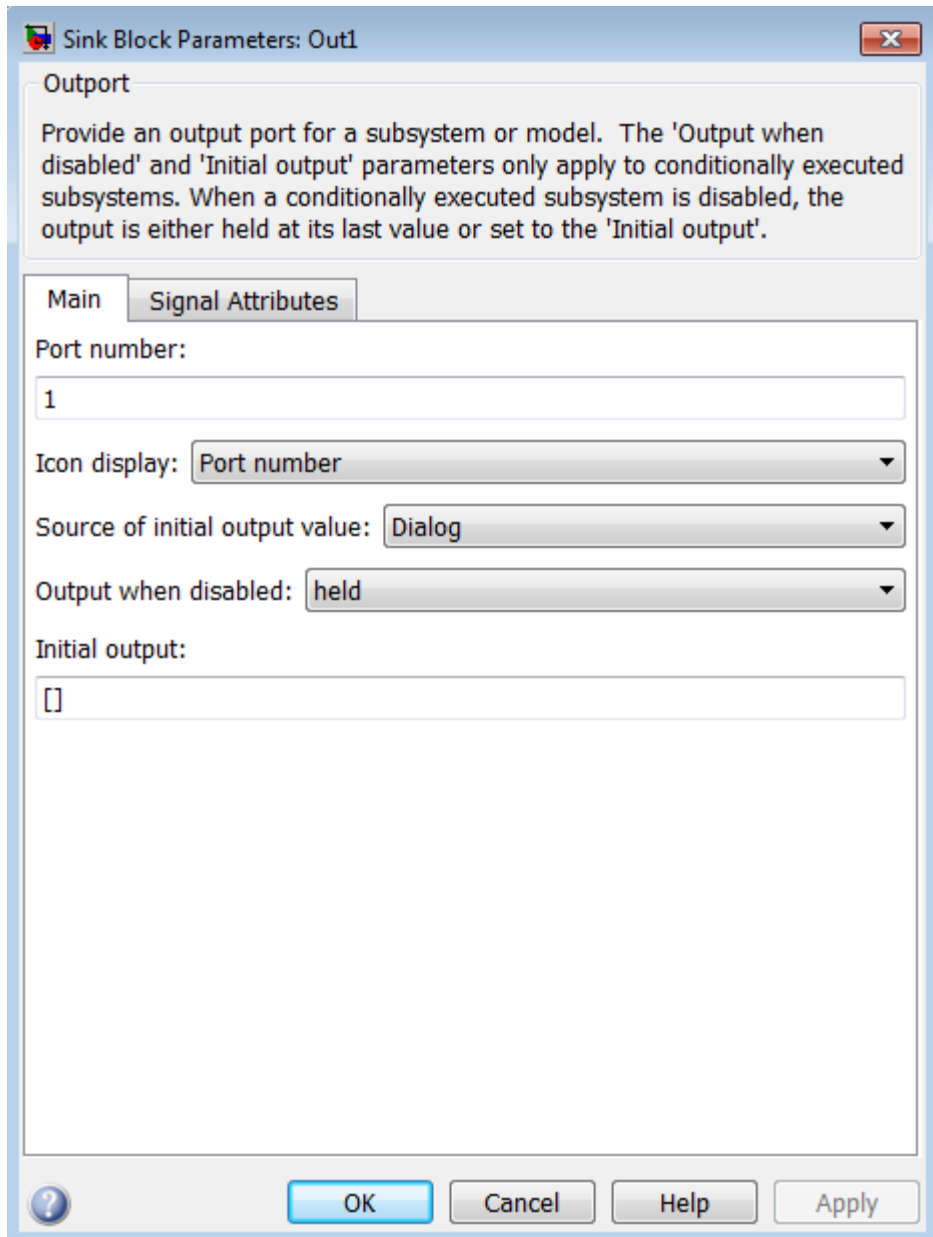 Sink Block Parameters: Out1
Outport
Provide an output port for a subsystem or model.  The 'Output when
disabled' and 'Initial output' parameters only apply to conditionally executed
subsystems. When a conditionally executed subsystem is disabled, the
output is either held at its last value or set to the 'Initial output'.
Main Signal Attributes
Port number:
1
Icon display: Port number
Source of initial output value: Dialog
Output when disabled: held
Initial output:
[]
? OK Cancel Help Apply